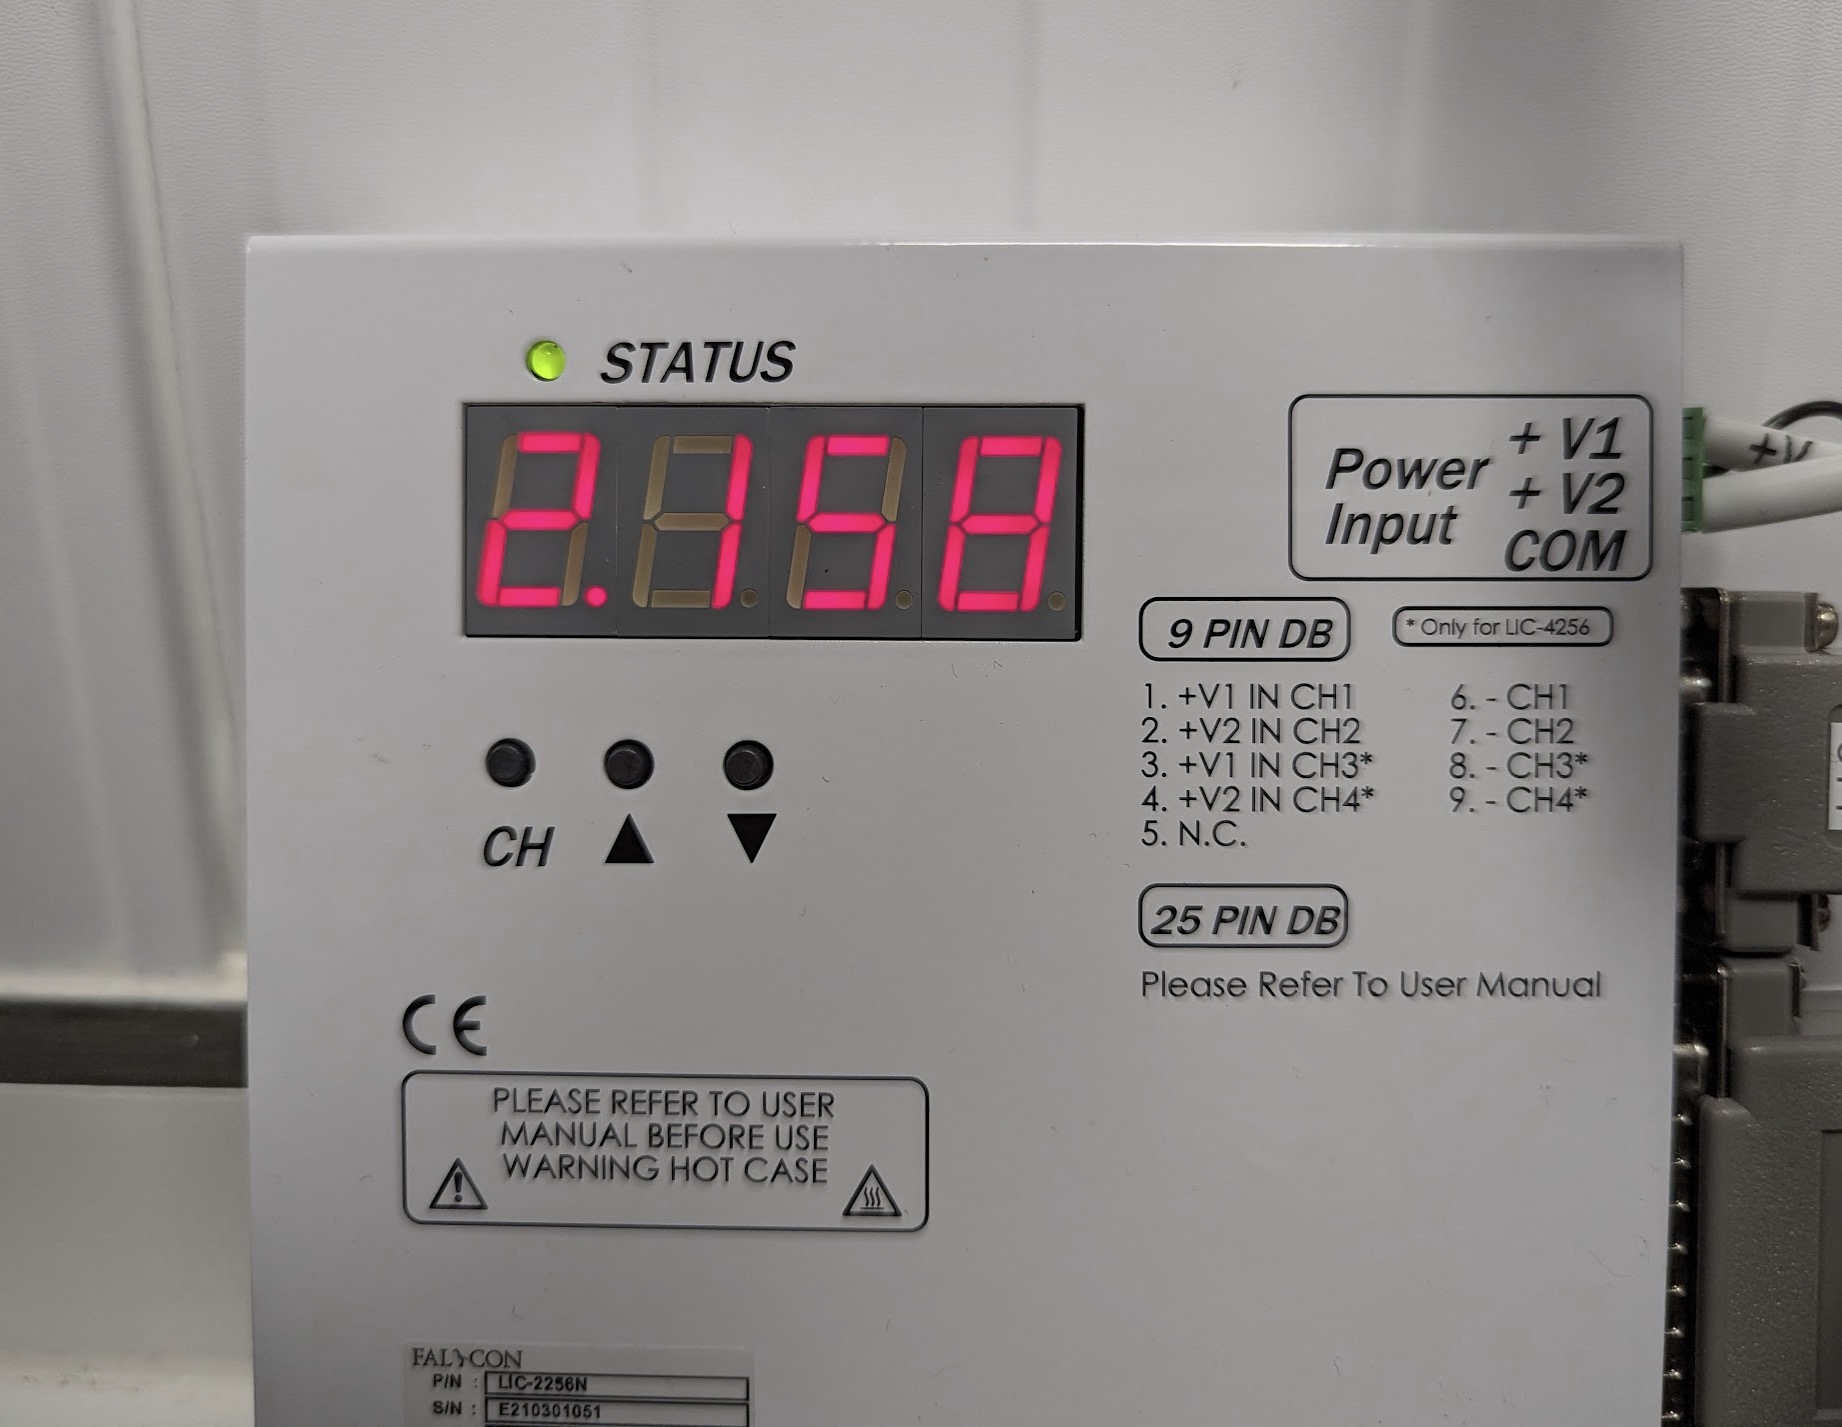 STATUS
2.158
Power Input
+ V1
+ V2
COM
9 PIN DB
* Only for LIC-4256
1. +V1 IN CH1
2. +V2 IN CH2
3. +V1 IN CH3*
4. +V2 IN CH4*
5. N.C.
6. - CH1
7. - CH2
8. - CH3*
9. - CH4*
25 PIN DB
Please Refer To User Manual
CH ▲ ▼
CE
PLEASE REFER TO USER
MANUAL BEFORE USE
WARNING HOT CASE
FALCON
P/N : LIC-2256N
S/N : E210301051